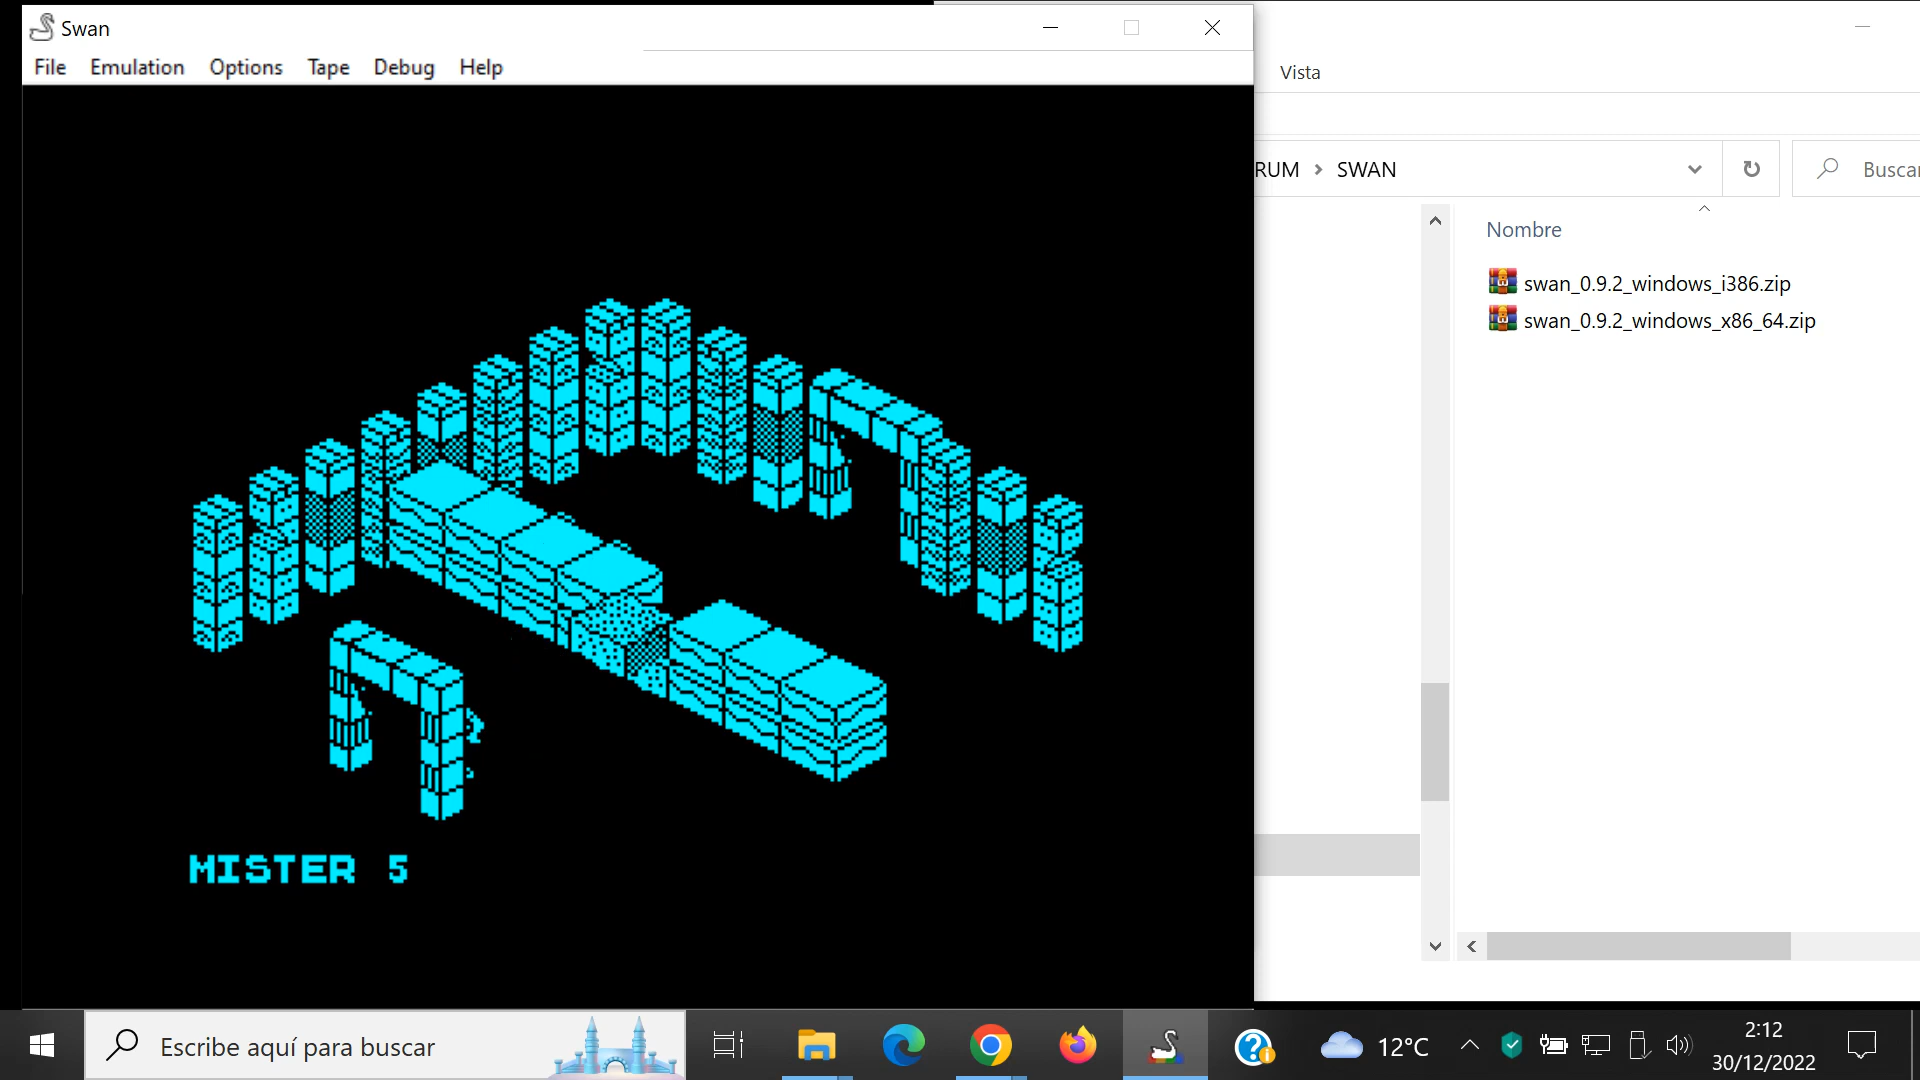 Swan
File Emulation Options Tape Debug Help
Vista
RUM > SWAN
Buscar
Nombre
swan_0.9.2_windows_i386.zip
swan_0.9.2_windows_x86_64.zip
MISTER 5
Escribe aquí para buscar
12°C
2:12
30/12/2022